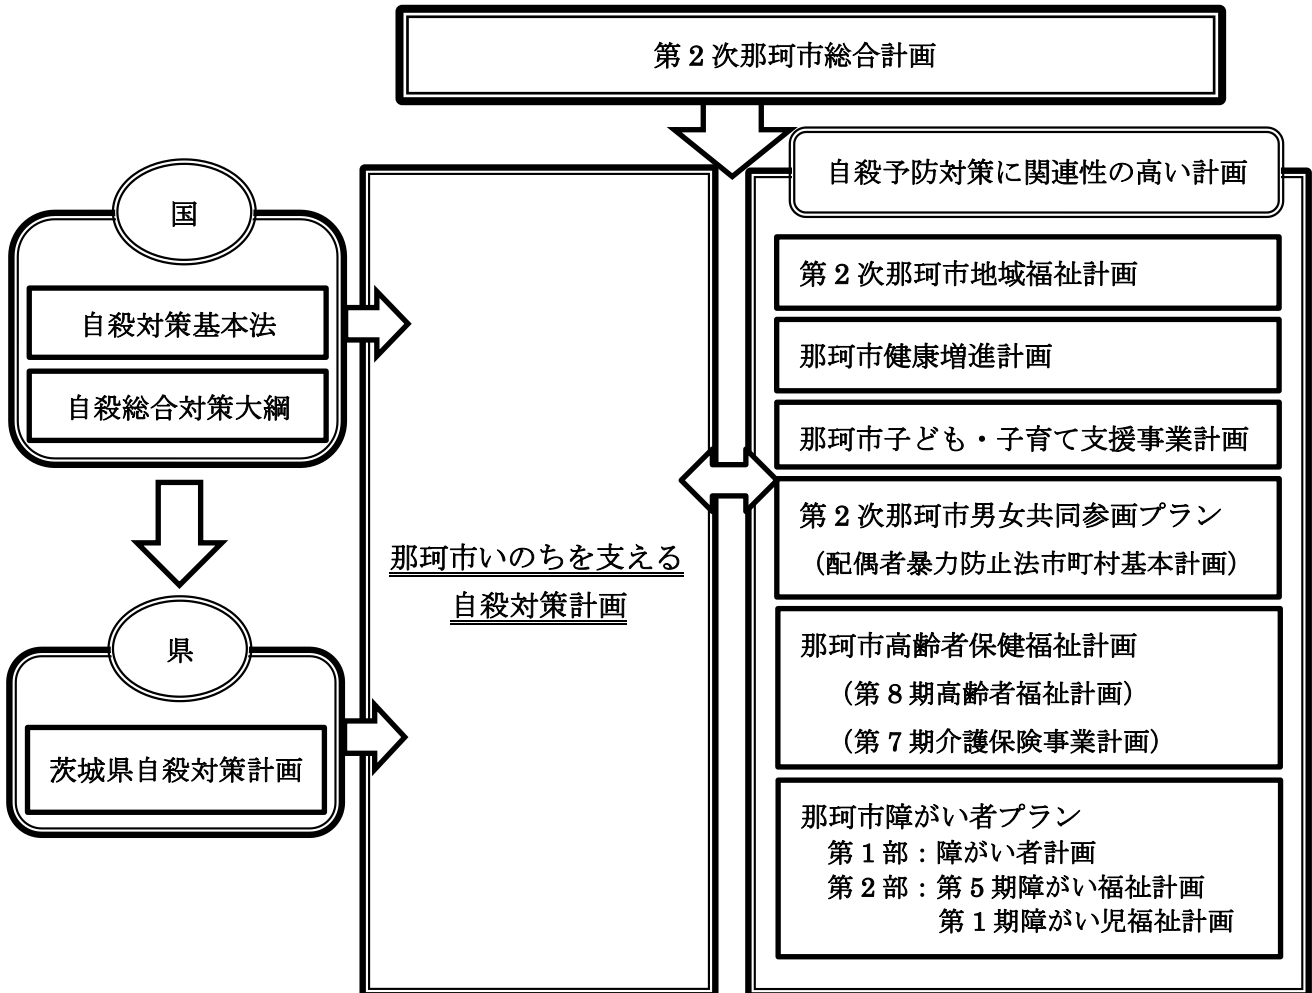 第２次那珂市総合計画
国
自殺対策基本法
自殺総合対策大綱
県
茨城県自殺対策計画
那珂市いのちを支える
自殺対策計画
自殺予防対策に関連性の高い計画
第２次那珂市地域福祉計画
那珂市健康増進計画
那珂市子ども・子育て支援事業計画
第２次那珂市男女共同参画プラン
（配偶者暴力防止法市町村基本計画）
那珂市高齢者保健福祉計画
（第８期高齢者福祉計画）
（第７期介護保険事業計画）
那珂市障がい者プラン
第１部：障がい者計画
第２部：第５期障がい福祉計画
第１期障がい児福祉計画